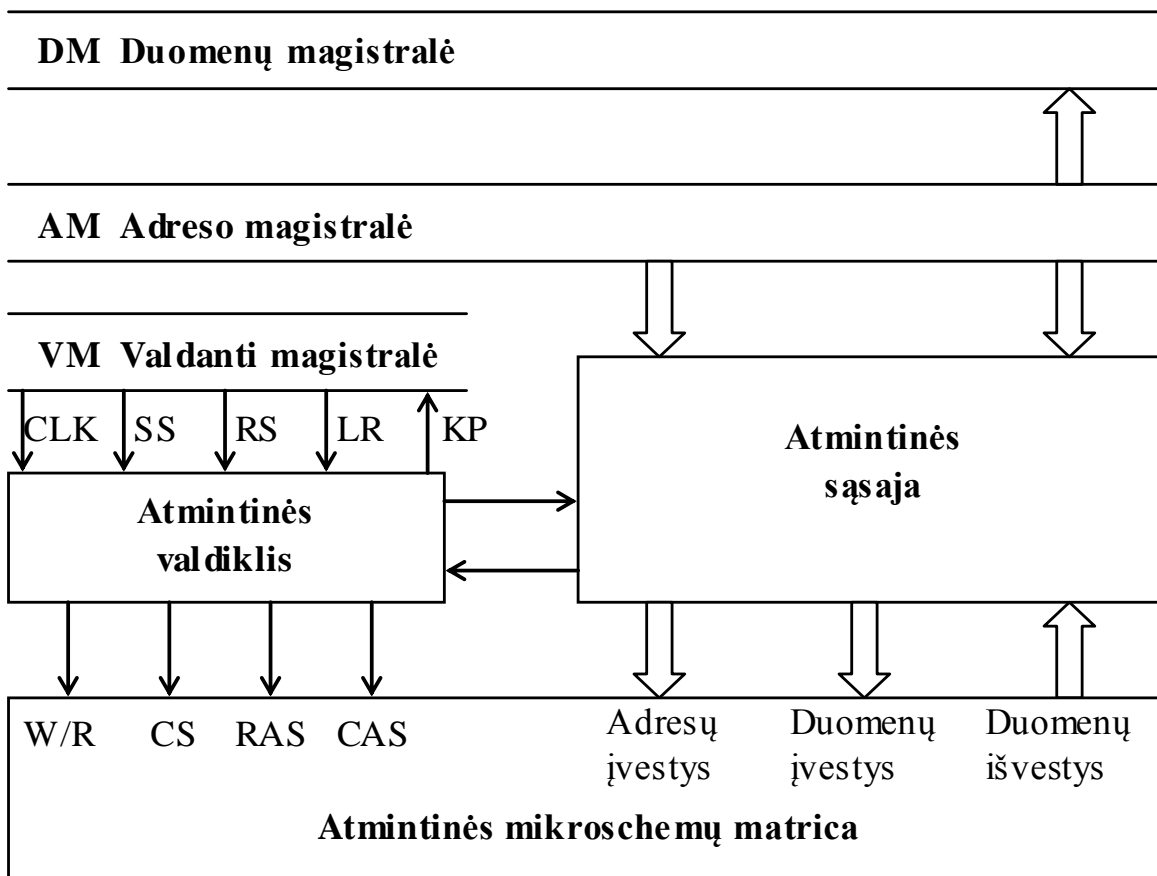 DM Duomenų magistralė
AM Adreso magistralė
VM Valdanti magistralė
CLK SS RS LR KP
Atmintinės
sąsaja
Atmintinės
valdiklis
W/R CS RAS CAS
Adresų
įvestys
Duomenų
įvestys
Duomenų
išvestys
Atmintinės mikroschemų matrica